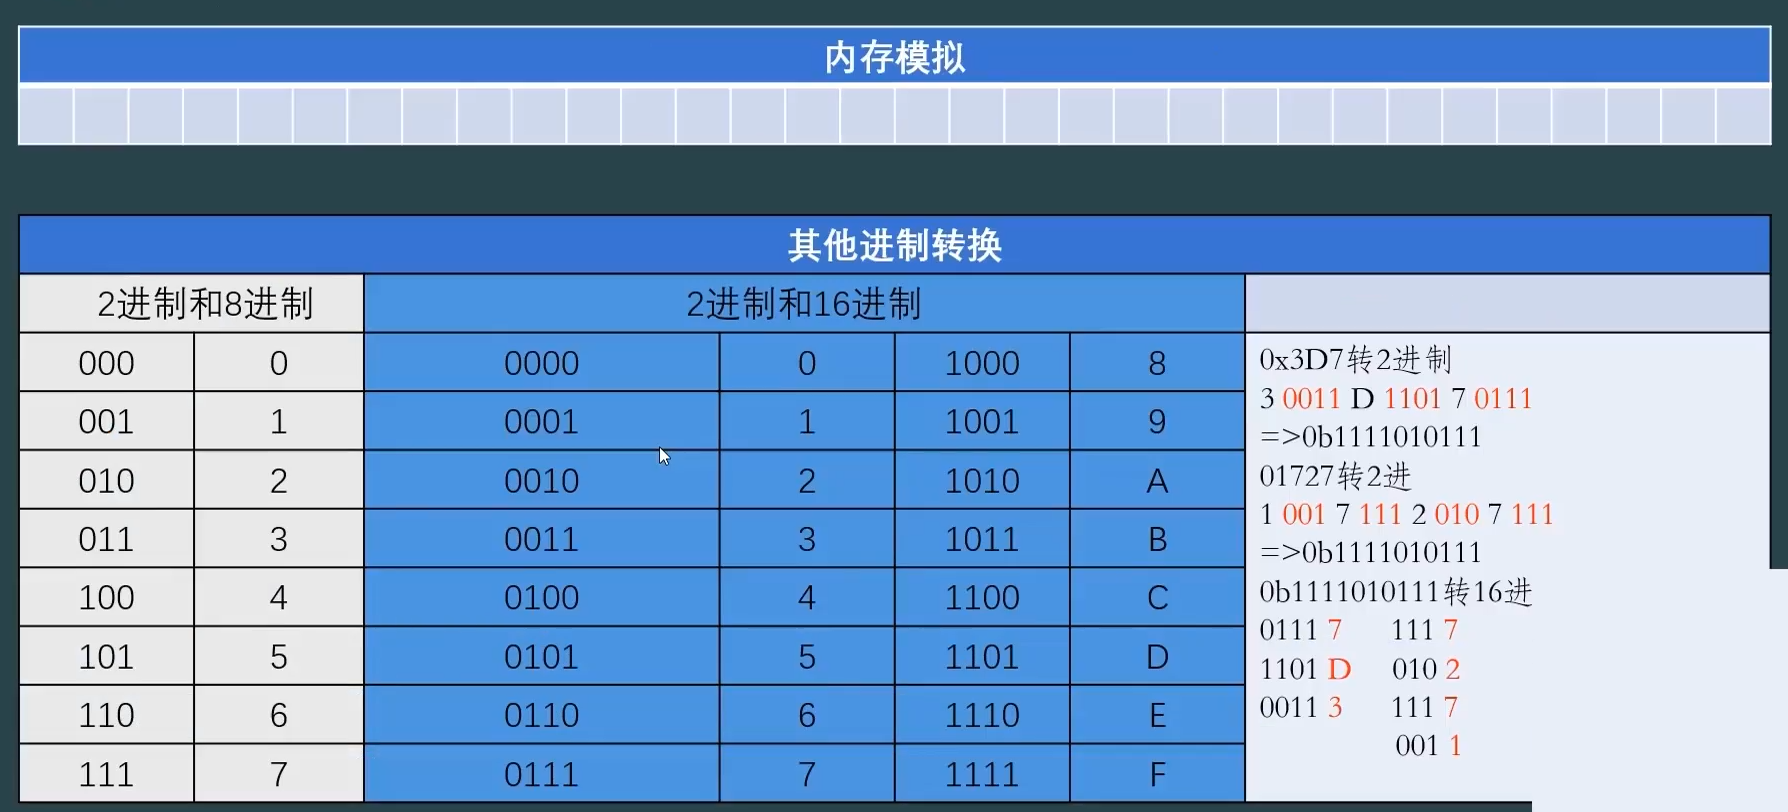 内存模拟
其他进制转换
2进制和8进制 2进制和16进制
000 0 0000 0 1000 8
001 1 0001 1 1001 9
010 2 0010 2 1010 A
011 3 0011 3 1011 B
100 4 0100 4 1100 C
101 5 0101 5 1101 D
110 6 0110 6 1110 E
111 7 0111 7 1111 F
0x3D7转2进制
3 0011 D 1101 7 0111
=>0b1111010111
01727转2进
1 001 7 111 2 010 7 111
=>0b1111010111
0b1111010111转16进
0111 7 111 7
1101 D 010 2
0011 3 111 7
001 1